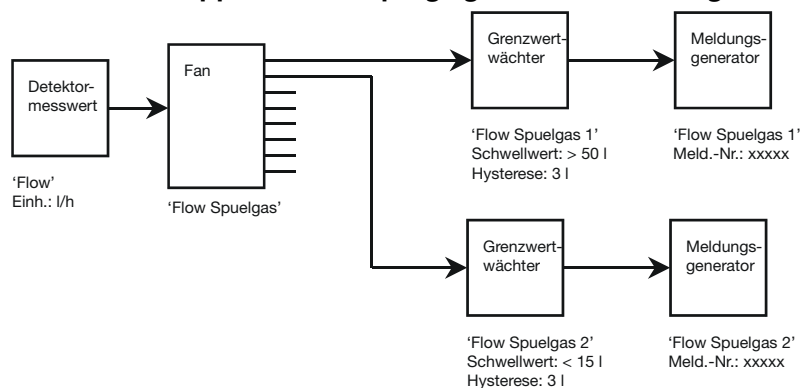 Detektor-
messwert
'Flow'
Einh.: l/h
Fan
'Flow Spuelgas'
Grenzwert-
wächter
'Flow Spuelgas 1'
Schwellwert: > 50 l
Hysterese: 3 l
Meldungs-
generator
'Flow Spuelgas 1'
Meld.-Nr.: xxxxx
Grenzwert-
wächter
'Flow Spuelgas 2'
Schwellwert: < 15 l
Hysterese: 3 l
Meldungs-
generator
'Flow Spuelgas 2'
Meld.-Nr.: xxxxx